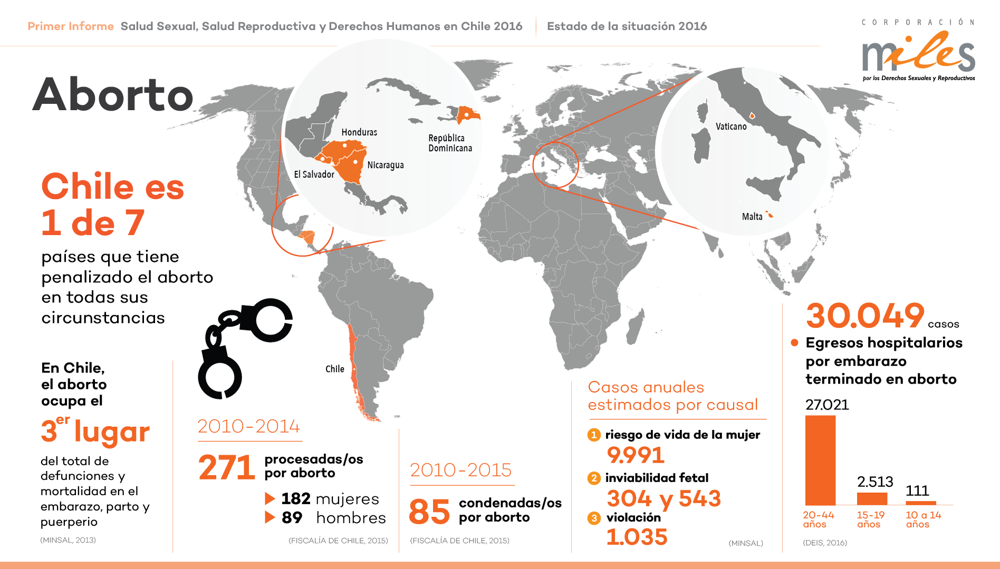 Primer Informe Salud Sexual, Salud Reproductiva y Derechos Humanos en Chile 2016
Estado de la situación 2016
CORPORACIÓN
miles
por los Derechos Sexuales y Reproductivos
Aborto
Chile es
1 de 7
países que tiene
penalizado el aborto
en todas sus
circunstancias
Honduras
Nicaragua
El Salvador
República
Dominicana
Vaticano
Malta
Chile
En Chile,
el aborto
ocupa el
3er lugar
del total de
defunciones y
mortalidad en el
embarazo, parto y
puerperio
(MINSAL, 2013)
2010-2014
271 procesadas/os
por aborto
182 mujeres
89 hombres
(FISCALÍA DE CHILE, 2015)
2010-2015
85 condenadas/os
por aborto
(FISCALÍA DE CHILE, 2015)
Casos anuales
estimados por causal
1 riesgo de vida de la mujer
9.991
2 inviabilidad fetal
304 y 543
3 violación
1.035
(MINSAL)
30.049 casos
Egresos hospitalarios
por embarazo
terminado en aborto
27.021
2.513
111
20-44
años
15-19
años
10 a 14
años
(DEIS, 2016)